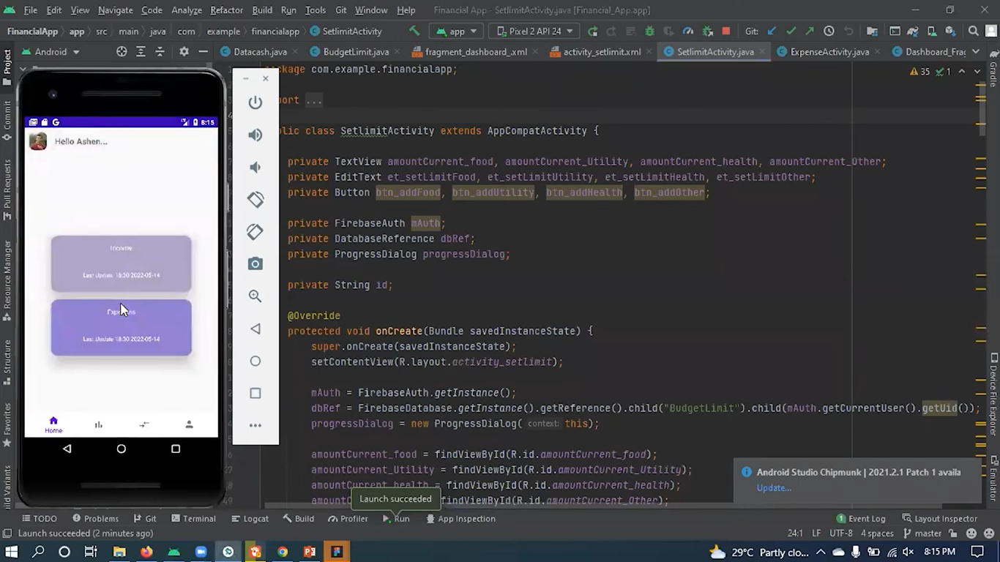 File Edit View Navigate Code Analyze Refactor Build Run Tools Git Window Help Financial App - SetlimitActivity.java [Financial_App.app]
FinancialApp app src main java com example financialapp SetlimitActivity app Pixel 2 API 24 Git:
Android Datacash.java BudgetLimit.java fragment_dashboard_.xml activity_setlimit.xml SetlimitActivity.java ExpenseActivity.java Dashboard_Frag
Project
Commit
Pull Requests
Resource Manager
Structure
Favorites
ild Variants
8:15
Hello Ashen...
Income
Last Update 18:30 2022-05-14
Last Update 18:30 2022-05-14
Home
35 1
ckage com.example.financialapp;
port ...
blic class SetlimitActivity extends AppCompatActivity {
private TextView amountCurrent_food, amountCurrent_Utility, amountCurrent_health, amountCurrent_Other;
private EditText et_setLimitFood, et_setLimitUtility, et_setLimitHealth, et_setLimitOther;
private Button btn_addFood, btn_addUtility, btn_addHealth, btn_addOther;
private FirebaseAuth mAuth;
private DatabaseReference dbRef;
private ProgressDialog progressDialog;
private String id;
@Override
protected void onCreate(Bundle savedInstanceState) {
super.onCreate(savedInstanceState);
setContentView(R.layout.activity_setlimit);
mAuth = FirebaseAuth.getInstance();
dbRef = FirebaseDatabase.getInstance().getReference().child("BudgetLimit").child(mAuth.getCurrentUser().getUid());
progressDialog = new ProgressDialog( context: this);
amountCurrent_food = findViewById(R.id.amountCurrent_food);
amountCurrent_Utility = findViewById(R.id.amountCurrent_Utility);
amountCurrent_health = findViewById(R.id.amountCurrent_health);
findViewById(R.id.amountCurrent_Other);
Launch succeeded
Android Studio Chipmunk | 2021.2.1 Patch 1 availa
Update...
Gradle
Device File Explorer
Emulator
TODO Problems Git Terminal Logcat Build Profiler Run App Inspection 1 Event Log Layout Inspector
Launch succeeded (2 minutes ago) 24:1 LF UTF-8 4 spaces master
29°C Partly clo... 8:15 PM